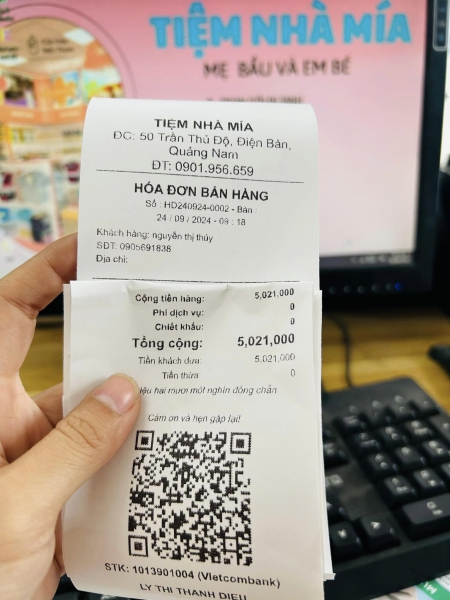 TIỆM NHÀ MÍA
MẸ BẦU VÀ EM BÉ
TIỆM NHÀ MÍA
ĐC: 50 Trần Thủ Độ, Điện Bàn,
Quảng Nam
ĐT: 0901.956.659
HÓA ĐƠN BÁN HÀNG
Số : HD240924-0002 - Bán
24 / 09 / 2024 - 09 : 18
Khách hàng: nguyễn thị thúy
SĐT: 0905691838
Địa chỉ:
Cộng tiền hàng: 5,021,000
Phí dịch vụ: 0
Chiết khấu: 0
Tổng cộng: 5,021,000
Tiền khách đưa: 5,021,000
Tiền thừa: 0
hai mươi một nghìn đồng chẵn
Cảm ơn và hẹn gặp lại!
STK: 1013901004 (Vietcombank)
LY THI THANH DIEU